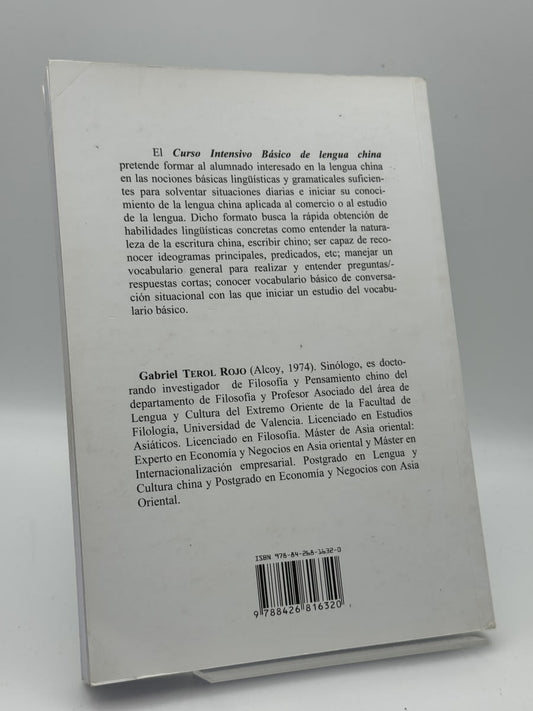 El Curso Intensivo Básico de lengua china
pretende formar al alumnado interesado en la lengua china
en las nociones básicas lingüísticas y gramaticales suficien-
tes para solventar situaciones diarias e iniciar su conoci-
miento de la lengua china aplicada al comercio o al estudio
de la lengua. Dicho formato busca la rápida obtención de
habilidades lingüísticas concretas como entender la natura-
leza de la escritura china, escribir chino; ser capaz de reco-
nocer ideogramas principales, predicados, etc; manejar un
vocabulario general para realizar y entender preguntas/-
respuestas cortas; conocer vocabulario básico de conversa-
ción situacional con las que iniciar un estudio del vocabu-
lario básico.
Gabriel TEROL ROJO (Alcoy, 1974). Sinólogo, es docto-
rando investigador de Filosofía y Pensamiento chino del
departamento de Filosofía y Profesor Asociado del área de
Lengua y Cultura del Extremo Oriente de la Facultad de
Filología, Universidad de Valencia. Licenciado en Estudios
Asiáticos. Licenciado en Filosofía. Máster de Asia oriental:
Experto en Economía y Negocios en Asia oriental y Máster en
Internacionalización empresarial. Postgrado en Lengua y
Cultura china y Postgrado en Economía y Negocios con Asia
Oriental.
ISBN 978-84-268-1632-0
9 788426 816320